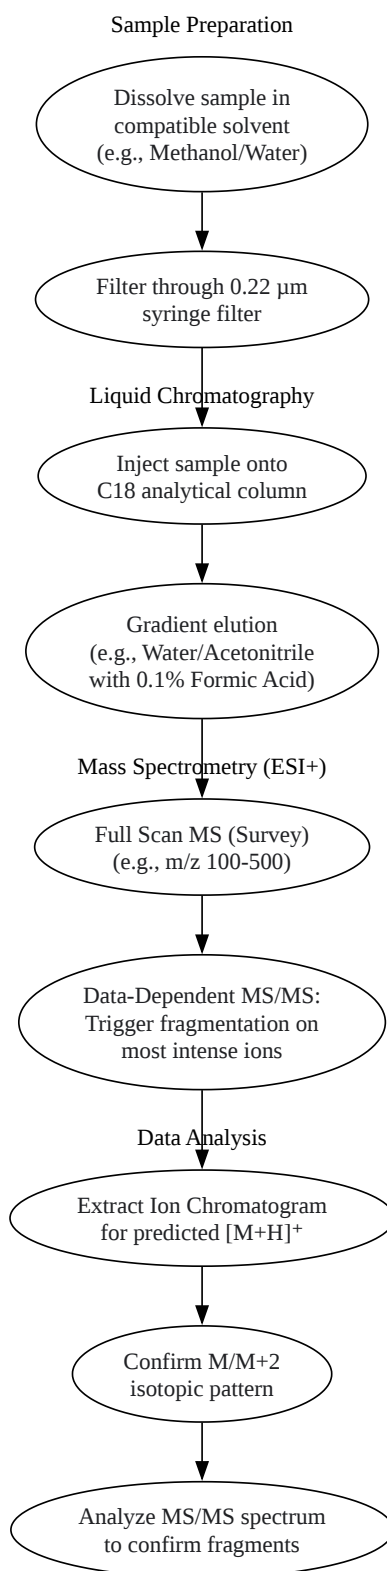 Sample Preparation
Dissolve sample in
compatible solvent
(e.g., Methanol/Water)
Filter through 0.22 µm
syringe filter
Liquid Chromatography
Inject sample onto
C18 analytical column
Gradient elution
(e.g., Water/Acetonitrile
with 0.1% Formic Acid)
Mass Spectrometry (ESI+)
Full Scan MS (Survey)
(e.g., m/z 100-500)
Data-Dependent MS/MS:
Trigger fragmentation on
most intense ions
Data Analysis
Extract Ion Chromatogram
for predicted [M+H]⁺
Confirm M/M+2
isotopic pattern
Analyze MS/MS spectrum
to confirm fragments